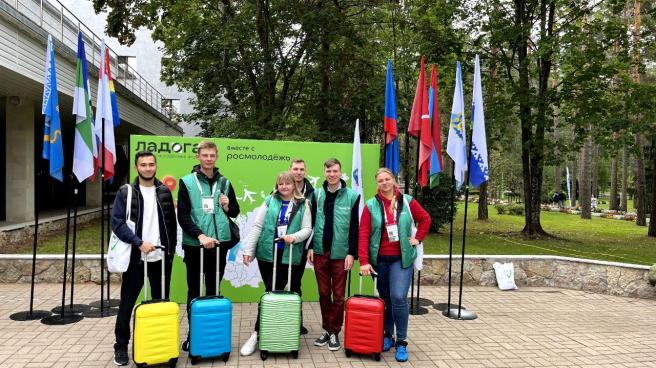 ладога
вместе с
росмолодёжь